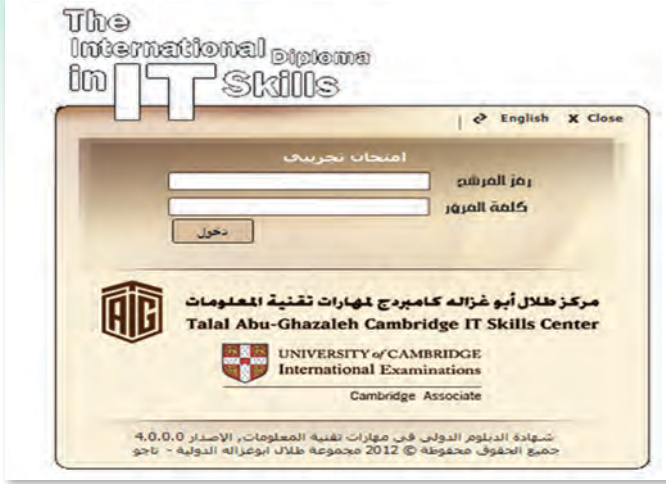 The
International Diploma
in IT Skills
English X Close
امتحان تجريبي
رمز المرشح
كلمة المرور
دخول
AIG
مركز طلال أبو غزاله كامبردج لمهارات تقنية المعلومات
Talal Abu-Ghazaleh Cambridge IT Skills Center
UNIVERSITY of CAMBRIDGE
International Examinations
Cambridge Associate
شهادة الدبلوم الدولي في مهارات تقنية المعلومات, الإصدار 4.0.0.0
جميع الحقوق محفوظة © 2012 مجموعة طلال ابوغزاله الدولية - تاجو